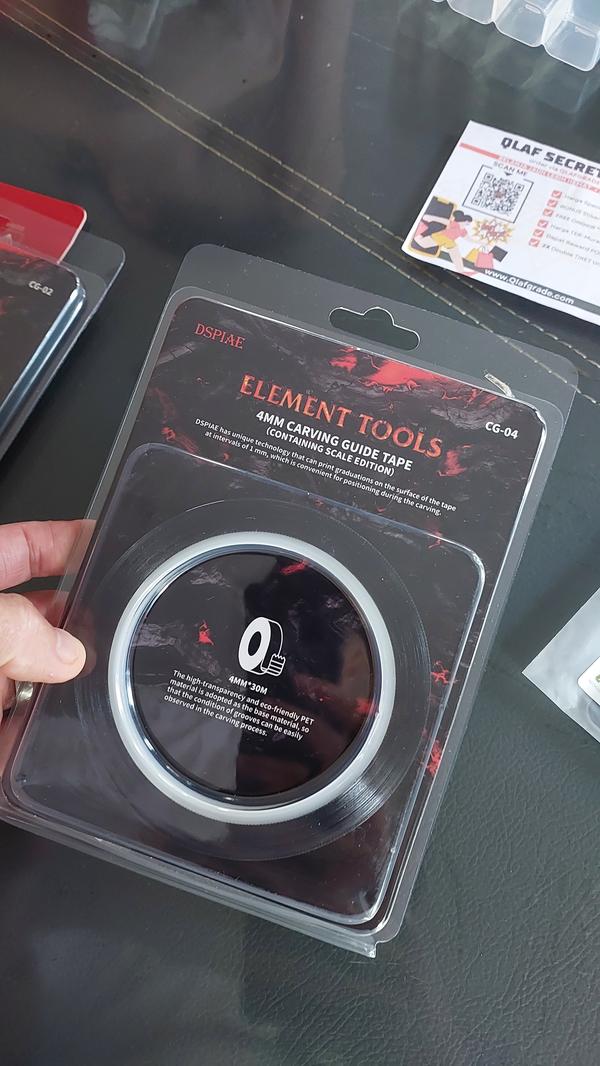 QLAF SECRET
SCAN ME
www.Qlafgrade.com
CG-02
DSPIAE
ELEMENT TOOLS
CG-04
4MM CARVING GUIDE TAPE
(CONTAINING SCALE EDITION)
DSPIAE has unique technology that can print graduations on the surface of the tape
at intervals of 1 mm, which is convenient for positioning during the carving.
4MM*30M
The high-transparency and eco-friendly PET
material is adopted as the base material, so
that the condition of grooves can be easily
observed in the carving process.